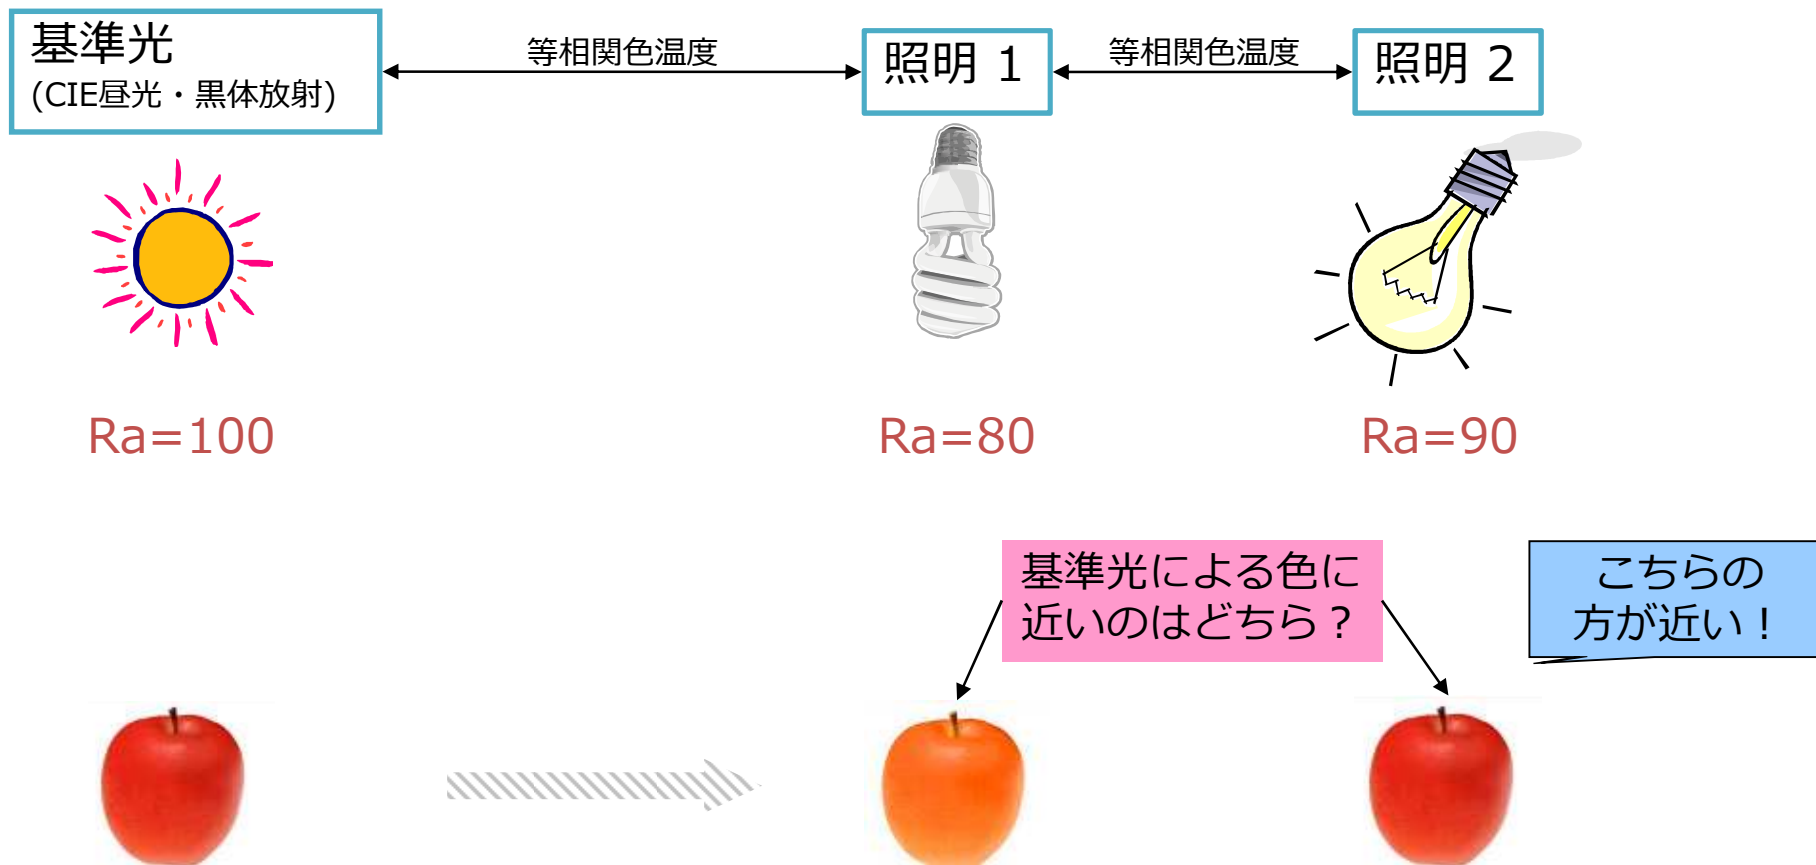 基準光
(CIE昼光・黒体放射)
等相関色温度
照明 1
等相関色温度
照明 2
Ra=100
Ra=80
Ra=90
基準光による色に
近いのはどちら？
こちらの
方が近い！